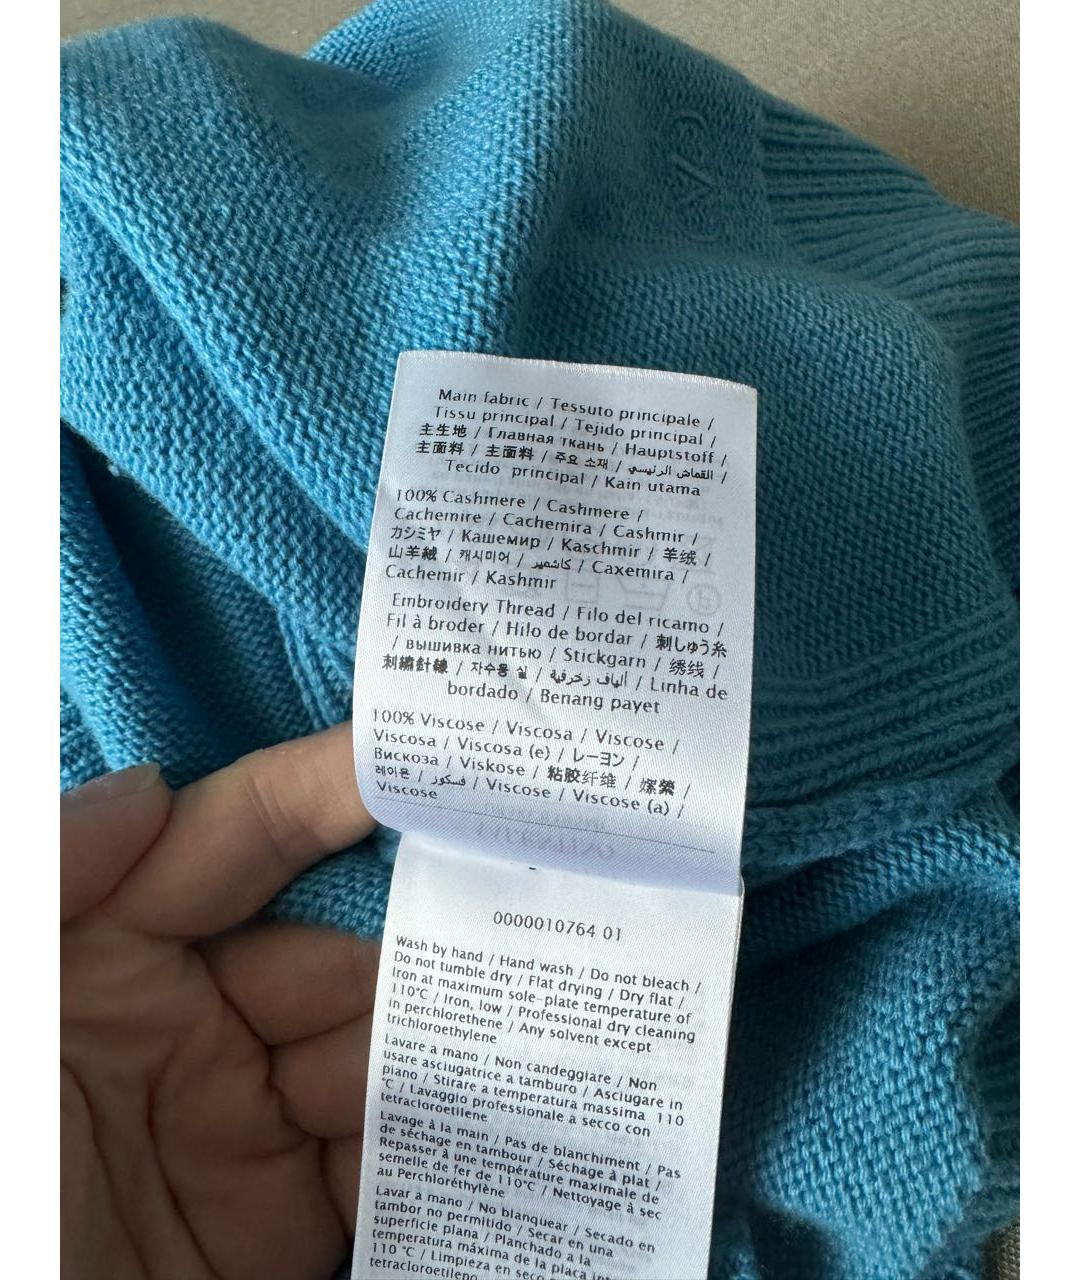 Main fabric / Tessuto principale /
Tissu principal / Tejido principal /
主生地 / Главная ткань / Hauptstoff /
主面料 / 主面料 / 주요 소재 / القماش الرئيسي /
Tecido principal / Kain utama
100% Cashmere / Cashmere /
Cachemire / Cachemira / Cashmir /
カシミヤ / Кашемир / Kaschmir / 羊绒 /
山羊絨 / 캐시미어 / كاشمير / Caxemira /
Cachemir / Kashmir
Embroidery Thread / Filo del ricamo /
Fil à broder / Hilo de bordar / 刺しゅう糸
/ вышивка нитью / Stickgarn / 绣线 /
刺繡針線 / 자수용 실 / ألياف زخرفية / Linha de
bordado / Benang payet
100% Viscose / Viscosa / Viscose /
Viscosa / Viscosa (e) / レーヨン /
Вискоза / Viskose / 粘胶纤维 / 嫘縈 /
레이온 / فسكوز / Viscose / Viscose (a) /
Viscose
0000010764 01
Wash by hand / Hand wash / Do not bleach /
Do not tumble dry / Flat drying / Dry flat /
Iron at maximum sole-plate temperature of
110°C / Iron, low / Professional dry cleaning
in perchlorethene / Any solvent except
trichloroethylene
Lavare a mano / Non candeggiare / Non
usare asciugatrice a tamburo / Asciugare in
piano / Stirare a temperatura massima 110
°C / Lavaggio professionale a secco con
tetracloroetilene
Lavage à la main / Pas de blanchiment / Pas
de séchage en tambour / Séchage à plat /
Repasser à une température maximale de
semelle de fer de 110°C / Nettoyage à sec
au Perchloréthylène
Lavar a mano / No blanquear / Secado en
tambor no permitido / Secar en una
superficie plana / Planchado a la
temperatura máxima de la placa
110 °C / Limpieza en seco
tetracloroetileno